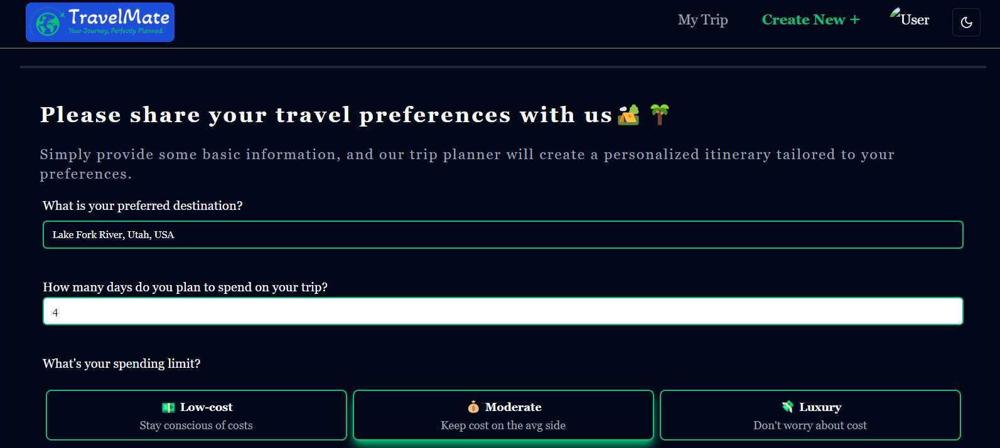 TravelMate
Your Journey, Perfectly Planned.
My Trip
Create New +
User
Please share your travel preferences with us
Simply provide some basic information, and our trip planner will create a personalized itinerary tailored to your
preferences.
What is your preferred destination?
Lake Fork River, Utah, USA
How many days do you plan to spend on your trip?
4
What's your spending limit?
Low-cost
Stay conscious of costs
Moderate
Keep cost on the avg side
Luxury
Don't worry about cost